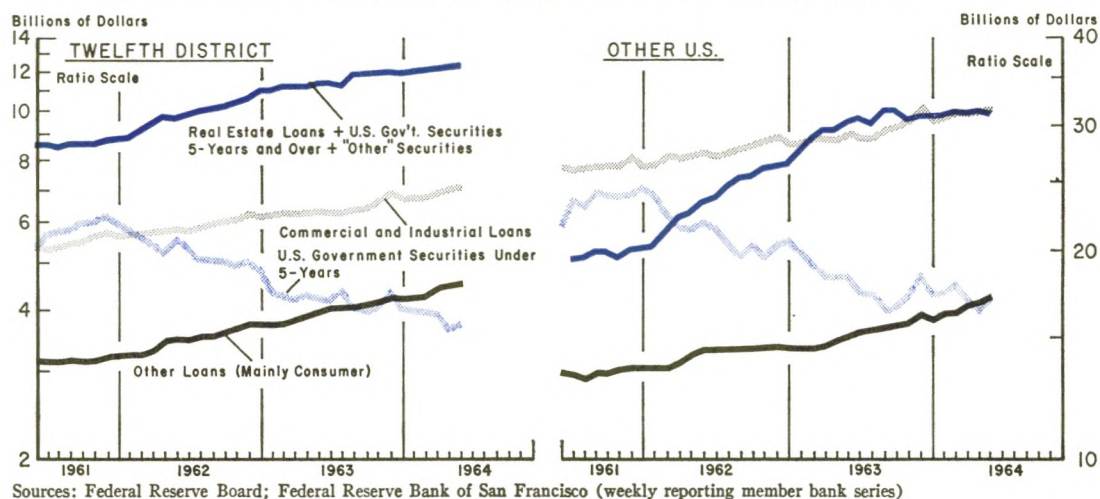 Billions of Dollars
Billions of Dollars
14
12
10
8
6
4
2
TWELFTH DISTRICT
Ratio Scale
Real Estate Loans + U.S. Gov't. Securities
5-Years and Over + "Other" Securities
Commercial and Industrial Loans
U.S. Government Securities Under
5-Years
Other Loans (Mainly Consumer)
1961 1962 1963 1964
OTHER U.S.
Ratio Scale
40
30
20
10
1961 1962 1963 1964
Sources: Federal Reserve Board; Federal Reserve Bank of San Francisco (weekly reporting member bank series)